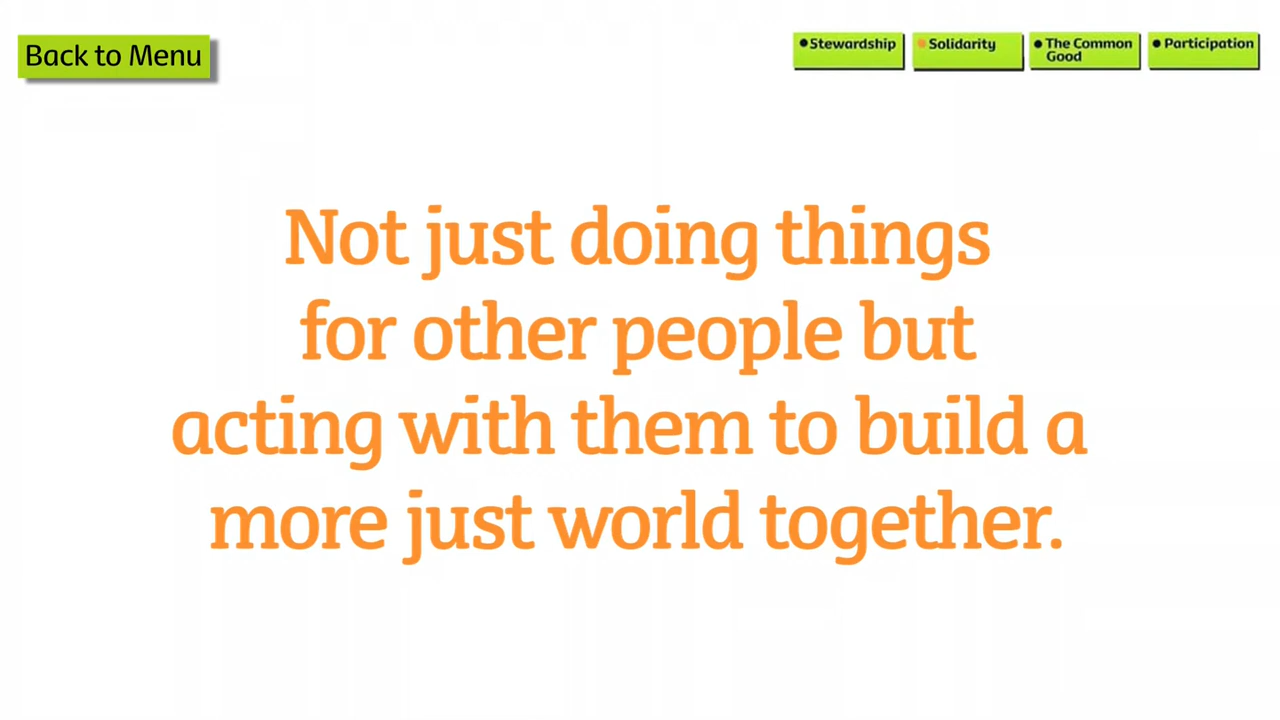 Back to Menu
Stewardship
Solidarity
The Common
Good
Participation
Not just doing things
for other people but
acting with them to build a
more just world together.